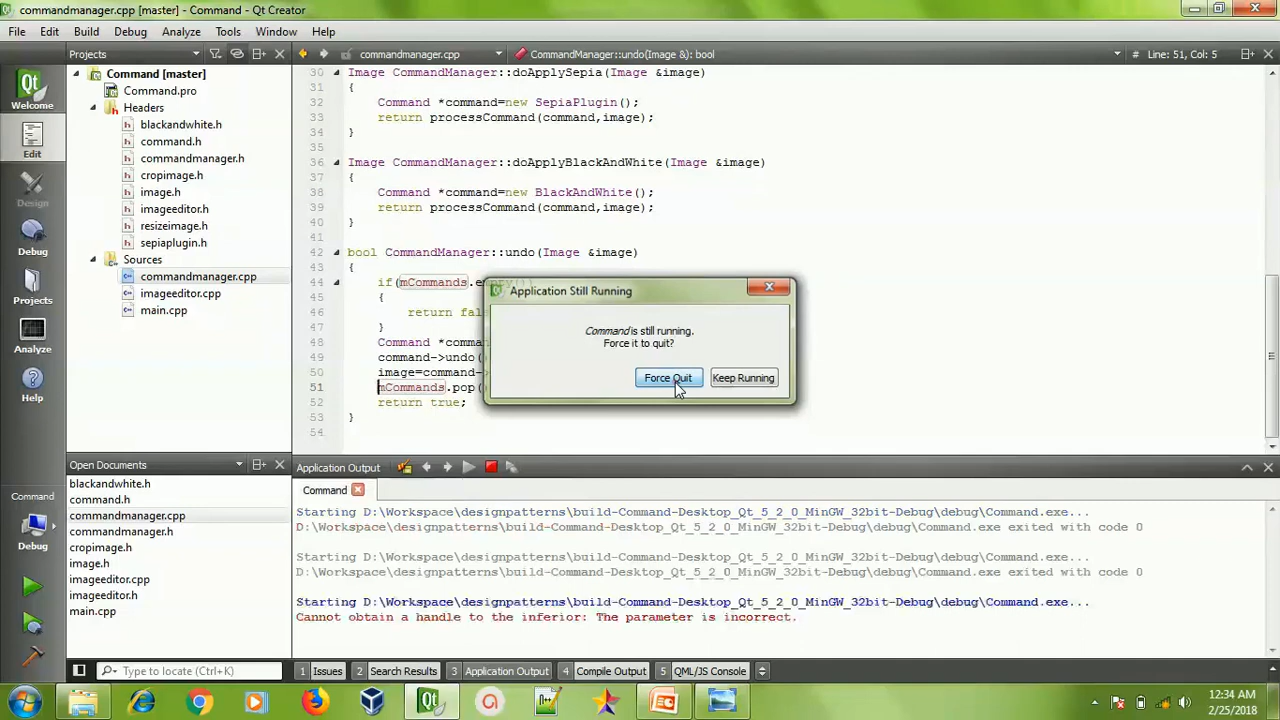 commandmanager.cpp [master] - Command - Qt Creator
File Edit Build Debug Analyze Tools Window Help
Projects commandmanager.cpp CommandManager::undo(Image &): bool # Line: 51, Col: 5
Welcome
Edit
Design
Debug
Projects
Analyze
Help
Command
Debug
Command [master]
Command.pro
Headers
blackandwhite.h
command.h
commandmanager.h
cropimage.h
image.h
imageeditor.h
resizeimage.h
sepiaplugin.h
Sources
commandmanager.cpp
imageeditor.cpp
main.cpp
30 Image CommandManager::doApplySepia(Image &image)
31 {
32 Command *command=new SepiaPlugin();
33 return processCommand(command,image);
34 }
35
36 Image CommandManager::doApplyBlackAndWhite(Image &image)
37 {
38 Command *command=new BlackAndWhite();
39 return processCommand(command,image);
40 }
41
42 bool CommandManager::undo(Image &image)
43 {
44 if(mCommands.empty())
45 {
46 return fal
47 }
48 Command *comma
49 command->undo(
50 image=command->
51 mCommands.pop(
52 return true;
53 }
54
Application Still Running
Command is still running.
Force it to quit?
Force Quit Keep Running
Open Documents
blackandwhite.h
command.h
commandmanager.cpp
commandmanager.h
cropimage.h
image.h
imageeditor.cpp
imageeditor.h
main.cpp
Application Output
Command
Starting D:\Workspace\designpatterns\build-Command-Desktop_Qt_5_2_0_MinGW_32bit-Debug\debug\Command.exe...
D:\Workspace\designpatterns\build-Command-Desktop_Qt_5_2_0_MinGW_32bit-Debug\debug\Command.exe exited with code 0
Starting D:\Workspace\designpatterns\build-Command-Desktop_Qt_5_2_0_MinGW_32bit-Debug\debug\Command.exe...
D:\Workspace\designpatterns\build-Command-Desktop_Qt_5_2_0_MinGW_32bit-Debug\debug\Command.exe exited with code 0
Starting D:\Workspace\designpatterns\build-Command-Desktop_Qt_5_2_0_MinGW_32bit-Debug\debug\Command.exe...
Cannot obtain a handle to the inferior: The parameter is incorrect.
Type to locate (Ctrl+K) 1 Issues 2 Search Results 3 Application Output 4 Compile Output 5 QML/JS Console
12:34 AM
2/25/2018